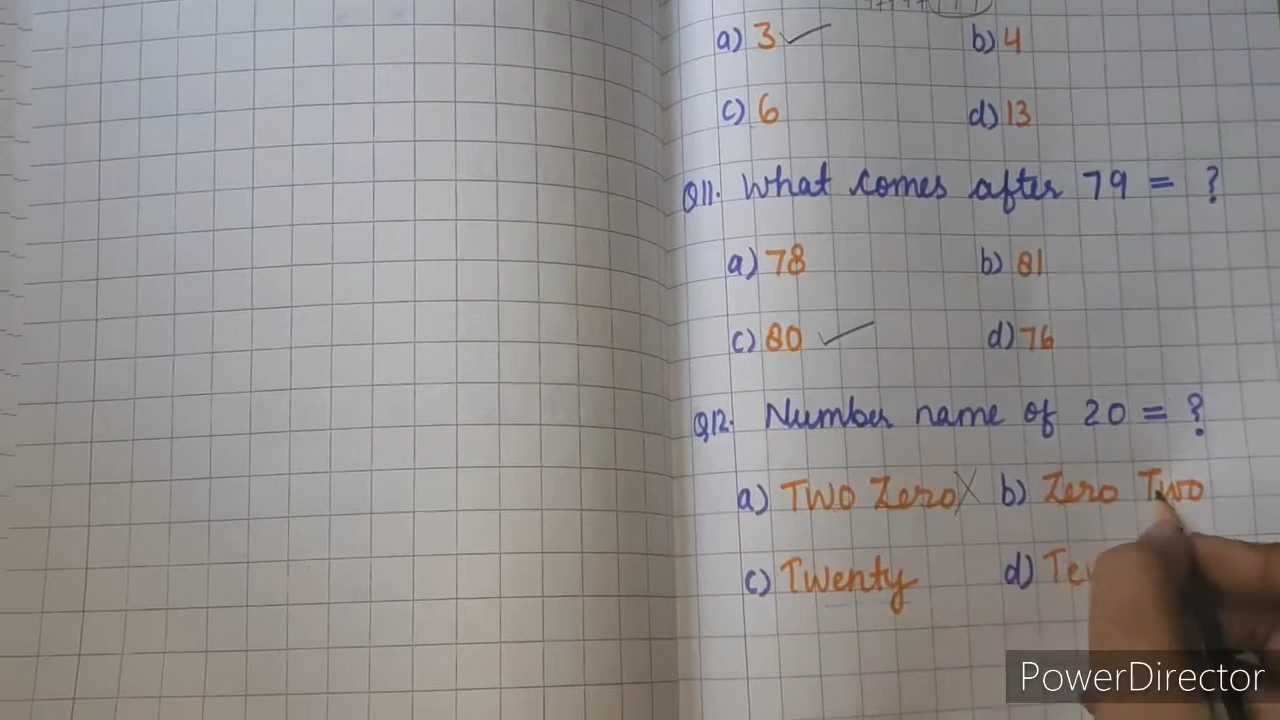 a) 3 b) 4
c) 6 d) 13
Q11. What comes after 79 = ?
a) 78 b) 81
c) 80 d) 76
Q12. Number name of 20 = ?
a) Two Zero b) Zero Two
c) Twenty d)
PowerDirector